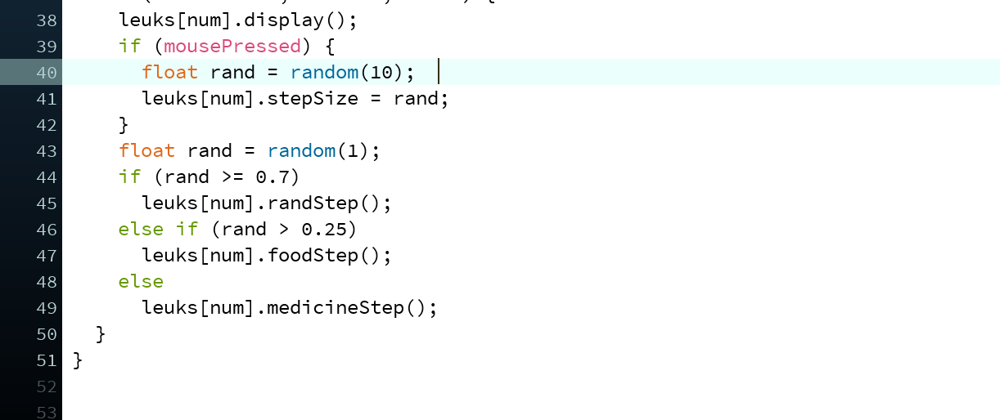 38 leuks[num].display();
39 if (mousePressed) {
40 float rand = random(10);
41 leuks[num].stepSize = rand;
42 }
43 float rand = random(1);
44 if (rand >= 0.7)
45 leuks[num].randStep();
46 else if (rand > 0.25)
47 leuks[num].foodStep();
48 else
49 leuks[num].medicineStep();
50 }
51 }
52
53